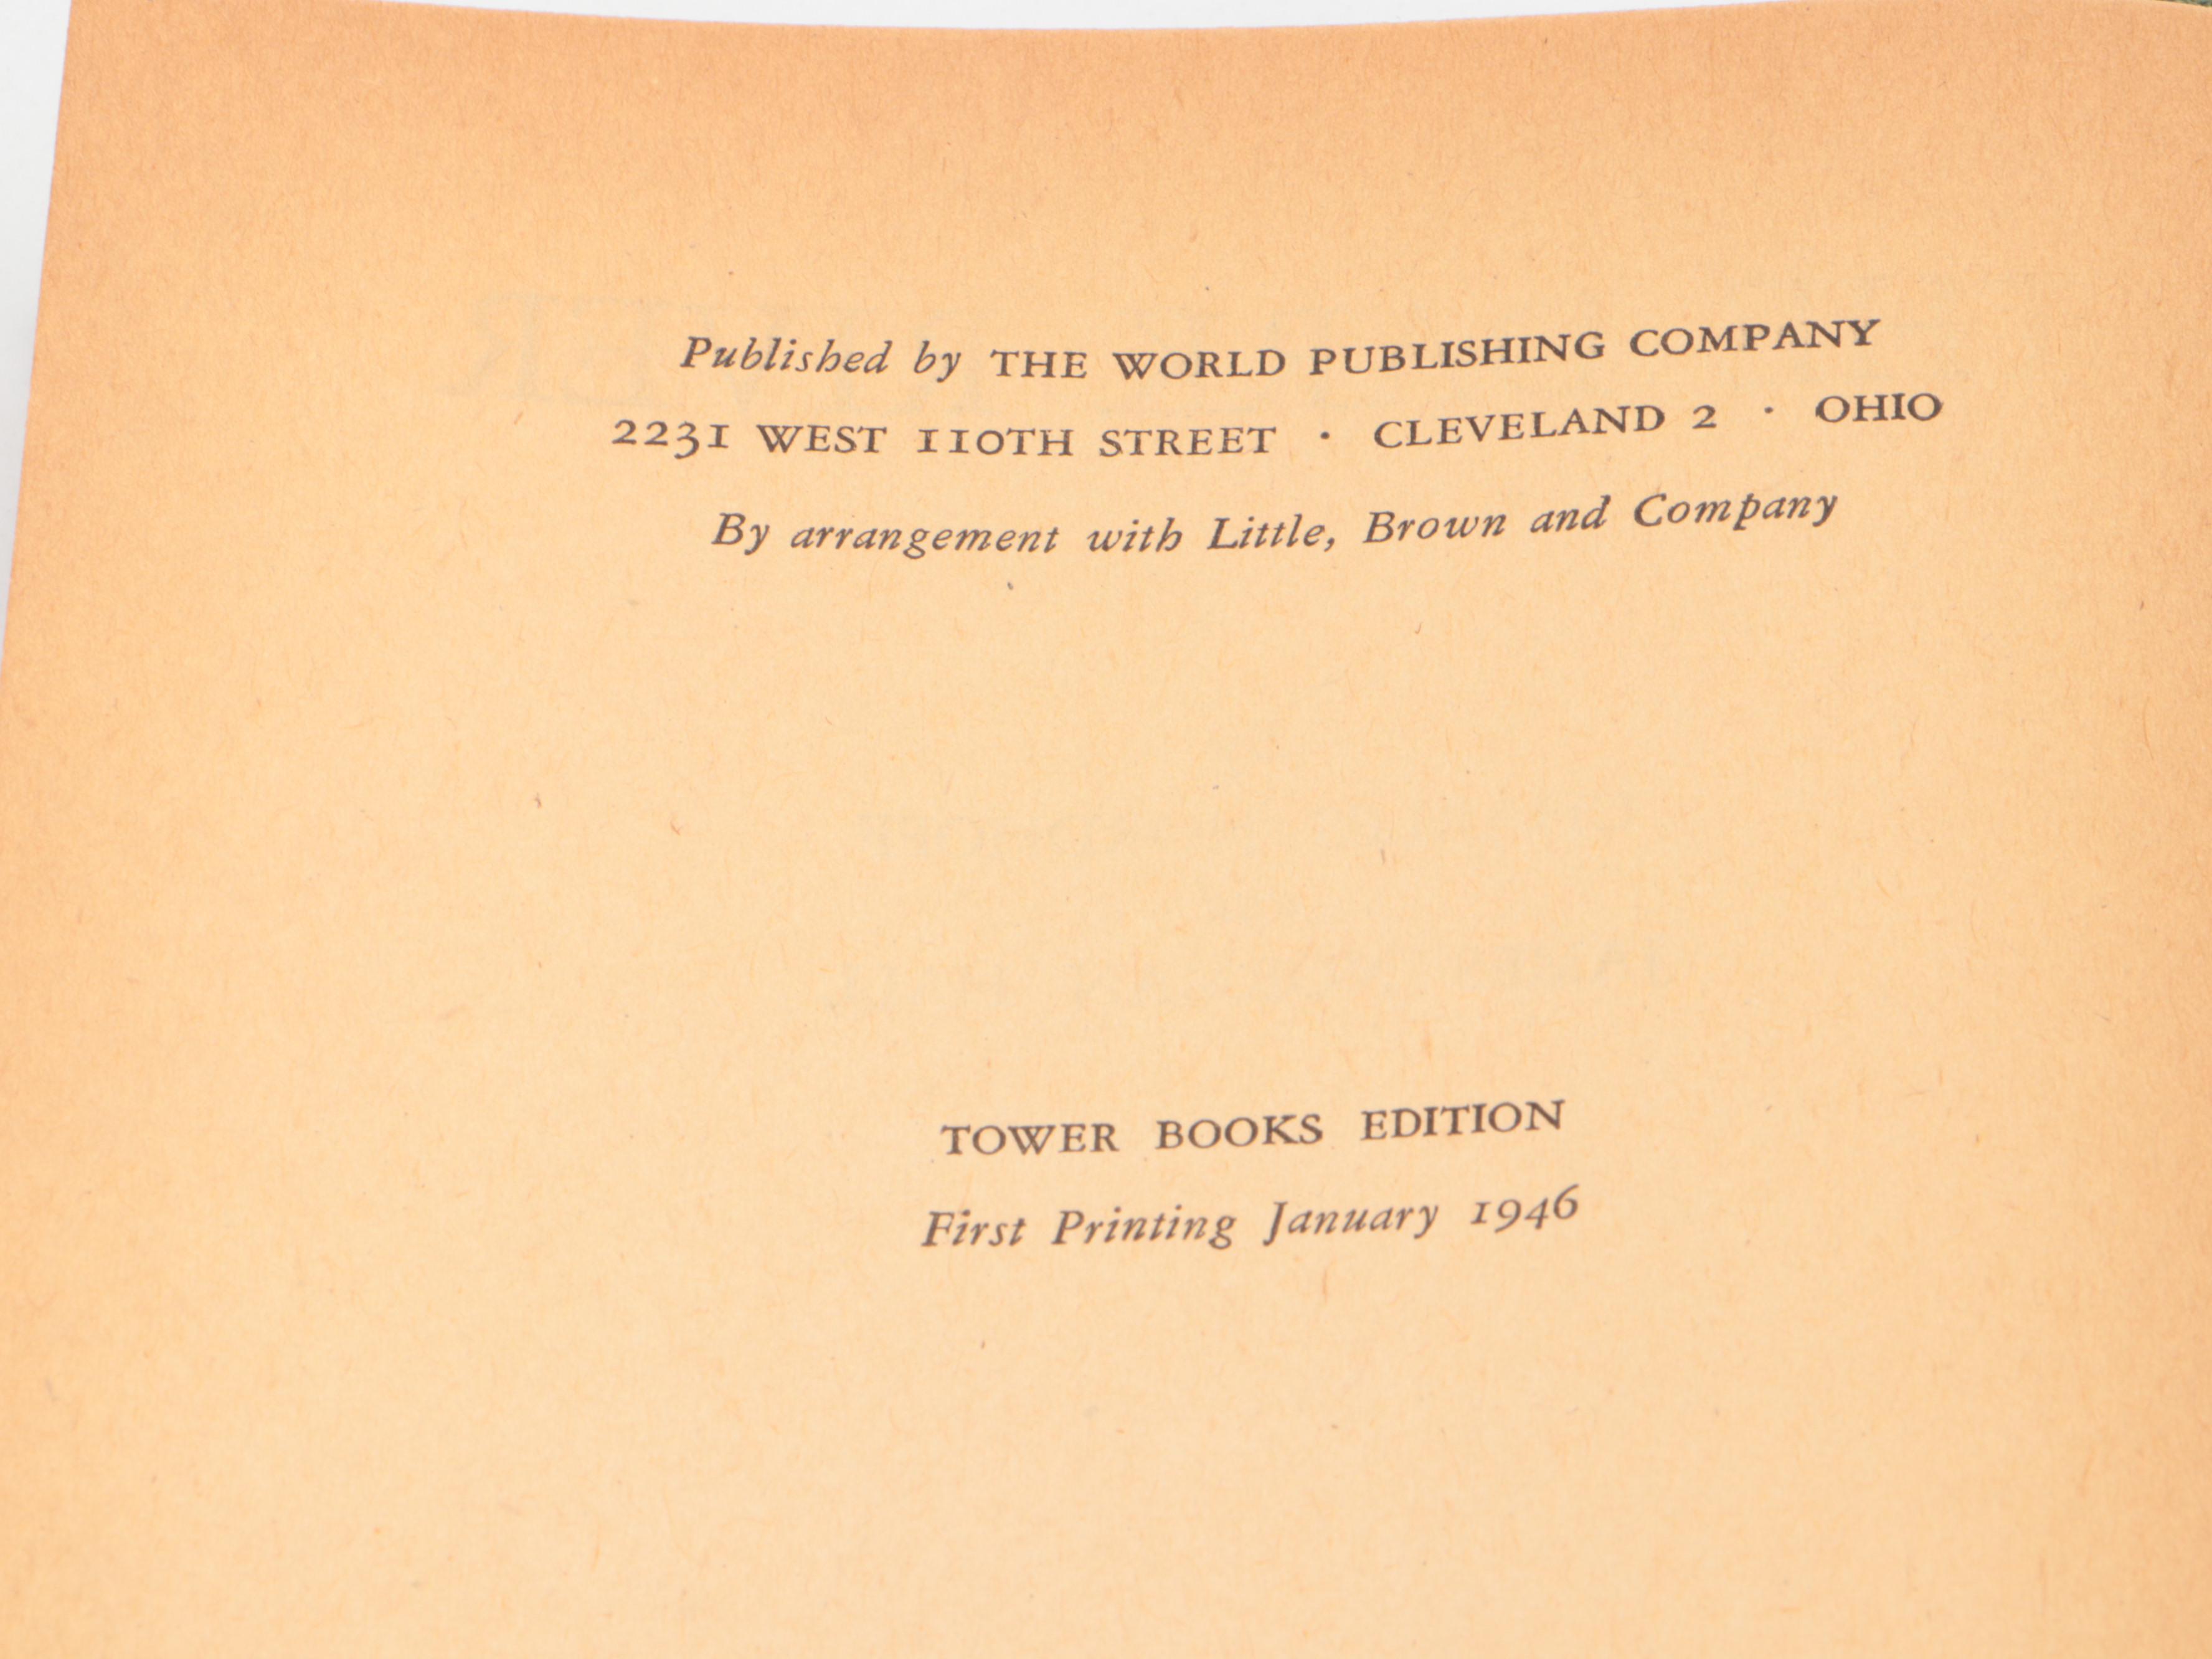 Published by THE WORLD PUBLISHING COMPANY
2231 WEST 110TH STREET · CLEVELAND 2 · OHIO
By arrangement with Little, Brown and Company
TOWER BOOKS EDITION
First Printing January 1946